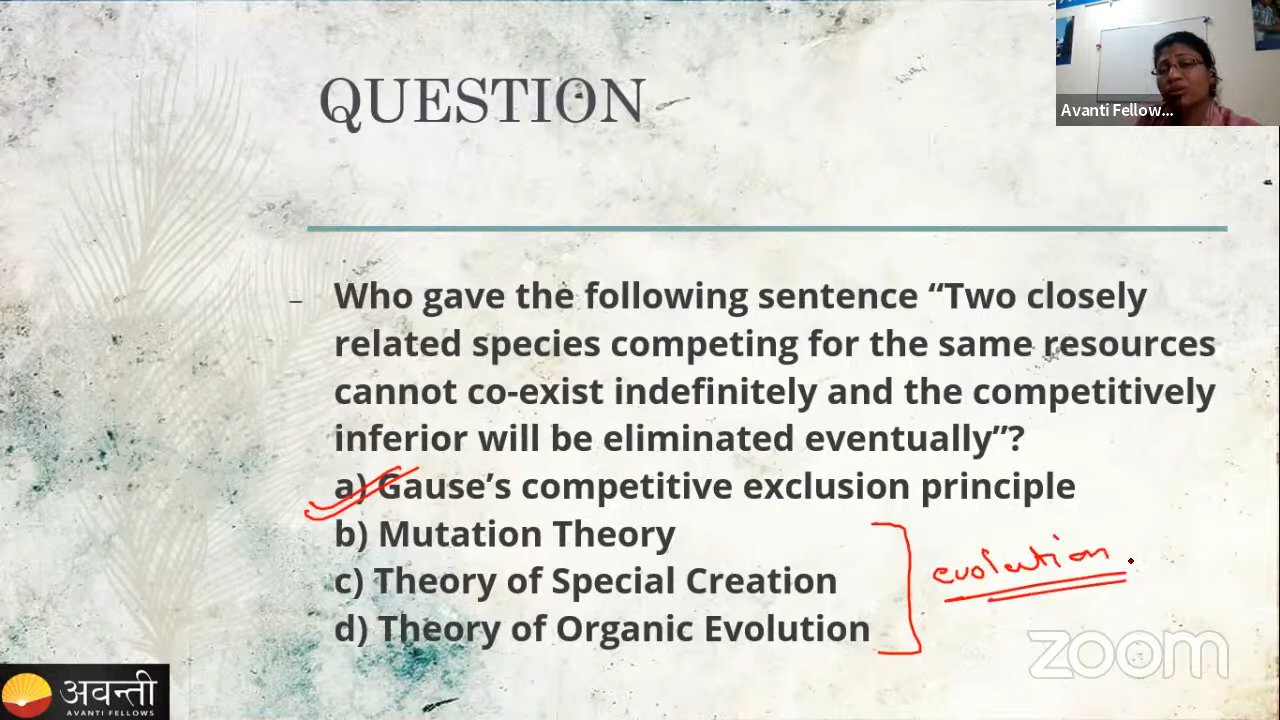 QUESTION
Avanti Fellow...
– Who gave the following sentence “Two closely
related species competing for the same resources
cannot co-exist indefinitely and the competitively
inferior will be eliminated eventually”?
a) Gause’s competitive exclusion principle
b) Mutation Theory
c) Theory of Special Creation
d) Theory of Organic Evolution
evolution
zoom
अवन्ती
AVANTI FELLOWS